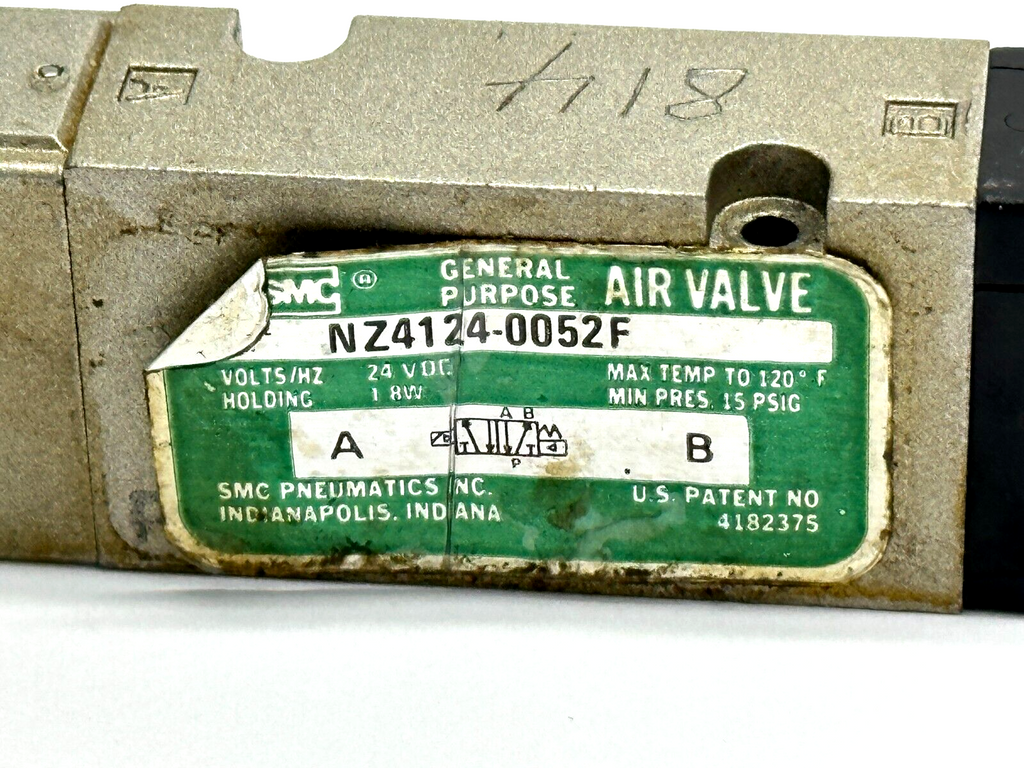 A
418
B
SMC ®
GENERAL PURPOSE AIR VALVE
NZ4124-0052F
VOLTS/HZ 24 VDC MAX TEMP TO 120° F
HOLDING 1 8W MIN PRES. 15 PSIG
A B
A B
P
SMC PNEUMATICS INC. U.S. PATENT NO
INDIANAPOLIS, INDIANA 4182375